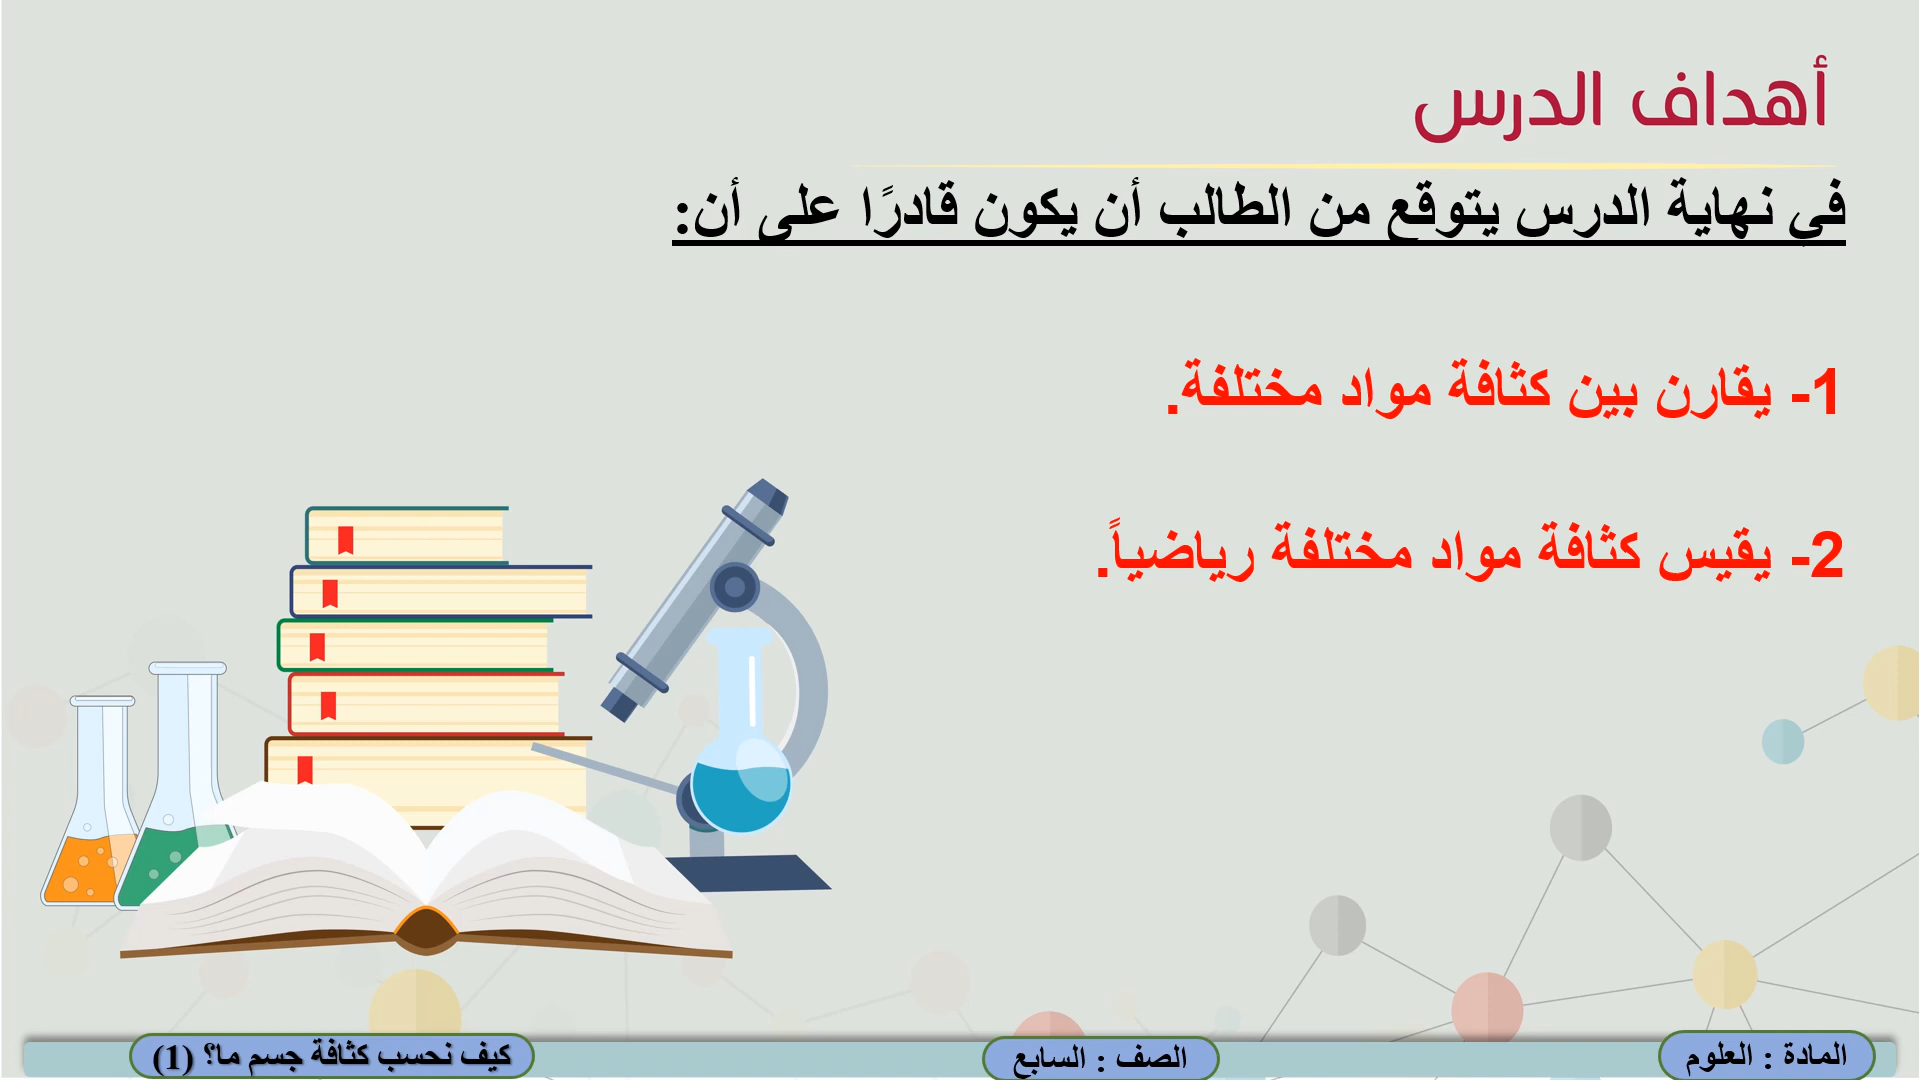 أهداف الدرس
في نهاية الدرس يتوقع من الطالب أن يكون قادرًا على أن:
1- يقارن بين كثافة مواد مختلفة.
2- يقيس كثافة مواد مختلفة رياضياً.
المادة : العلوم
الصف : السابع
كيف نحسب كثافة جسم ما؟ (1)